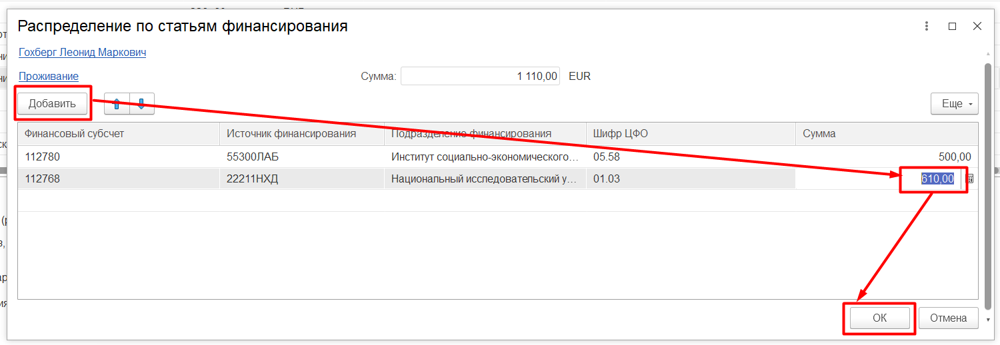 Распределение по статьям финансирования
Гохберг Леонид Маркович
Проживание Сумма: 1 110,00 EUR
Добавить Еще
Финансовый субсчет Источник финансирования Подразделение финансирования Шифр ЦФО Сумма
112780 55300ЛАБ Институт социально-экономического... 05.58 500,00
112768 22211НХД Национальный исследовательский у... 01.03 610,00
ОК Отмена